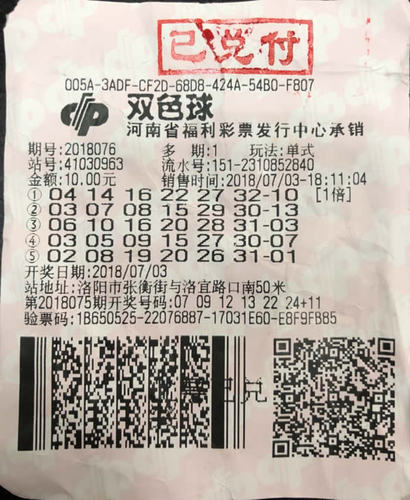 已兑付
005A-3ADF-CF2D-68D8-424A-54B0-F807
双色球
河南省福利彩票发行中心承销
期号:2018076 多 期:1 玩法:单式
站号:41030963 流水号:151-2310852840
金额:10.00元 销售时间:2018/07/03-18:11:04
① 04 14 16 22 27 32-10 [1倍]
② 03 07 08 15 29 30-13
③ 06 10 16 20 28 31-03
④ 03 05 09 15 27 30-07
⑤ 02 08 19 20 26 31-01
开奖日期:2018/07/03
站地址:洛阳市张衡街与洛宜路口南50米
第2018075期开奖号码:07 09 12 13 22 24+11
验票码:1B650525-22076887-17031E60-E8F9FB85
票已兑